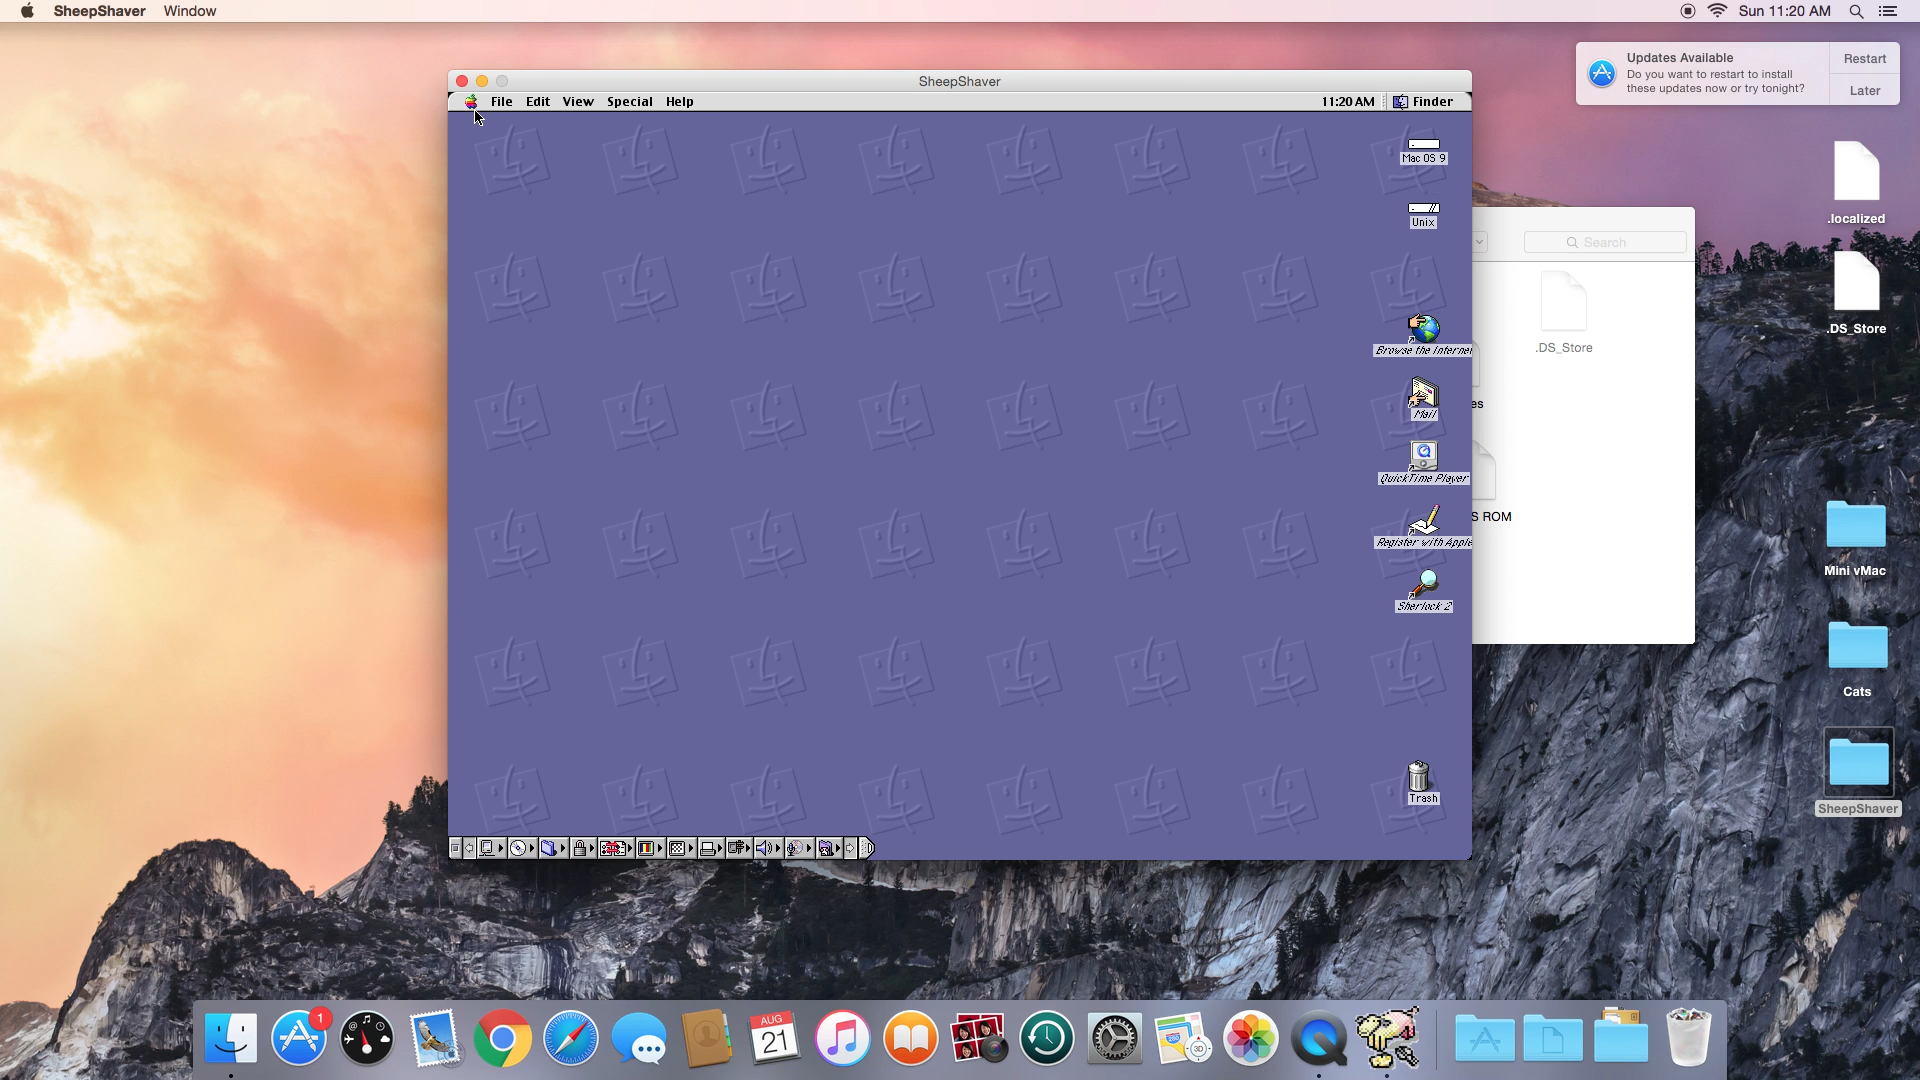 SheepShaver Window
Sun 11:20 AM
Updates Available
Do you want to restart to install
these updates now or try tonight?
Restart
Later
SheepShaver
File Edit View Special Help
11:20 AM
Finder
Mac OS 9
Unix
Browse the Internet
Mail
QuickTime Player
Register with Apple
Sherlock 2
Trash
Search
.DS_Store
es
S ROM
.localized
.DS_Store
Mini vMac
Cats
SheepShaver
1
AUG
21
3D